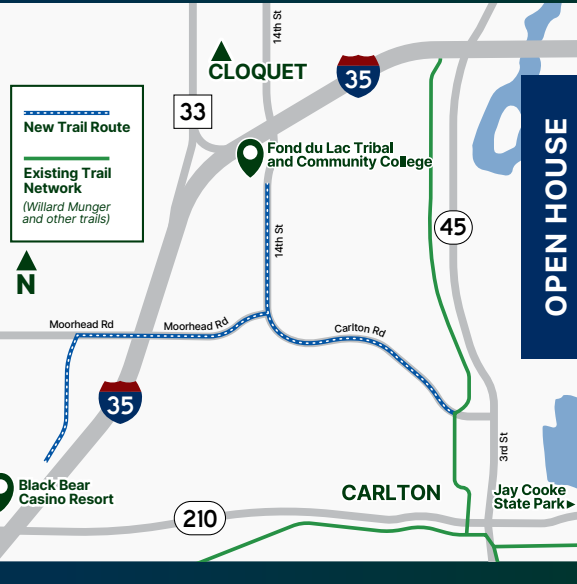 14th St
CLOQUET
35
33
New Trail Route
Existing Trail
Network
(Willard Munger
and other trails)
N
Fond du Lac Tribal
and Community College
OPEN HOUSE
45
14th St
Moorhead Rd
Moorhead Rd
Carlton Rd
35
3rd St
Black Bear
Casino Resort
CARLTON
Jay Cooke
State Park
210